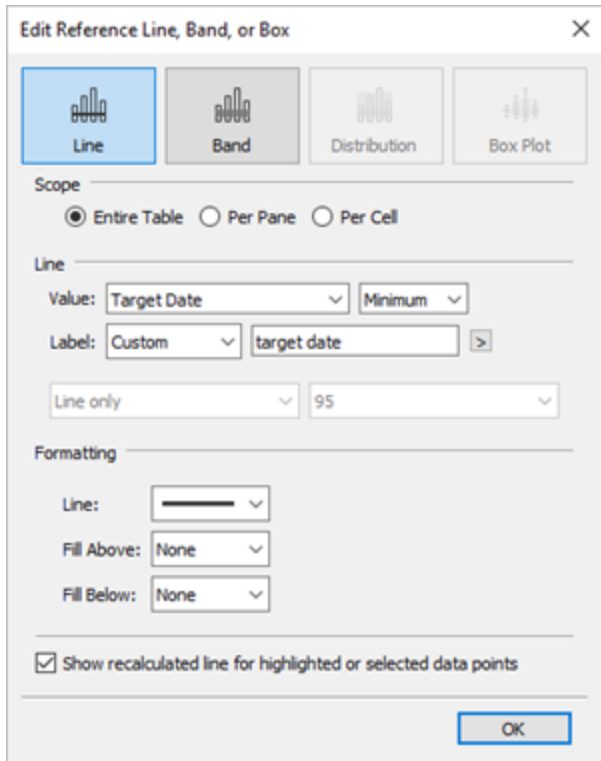 Edit Reference Line, Band, or Box
Line Band Distribution Box Plot
Scope
Entire Table Per Pane Per Cell
Line
Value: Target Date Minimum
Label: Custom target date >
Line only 95
Formatting
Line:
Fill Above: None
Fill Below: None
Show recalculated line for highlighted or selected data points
OK